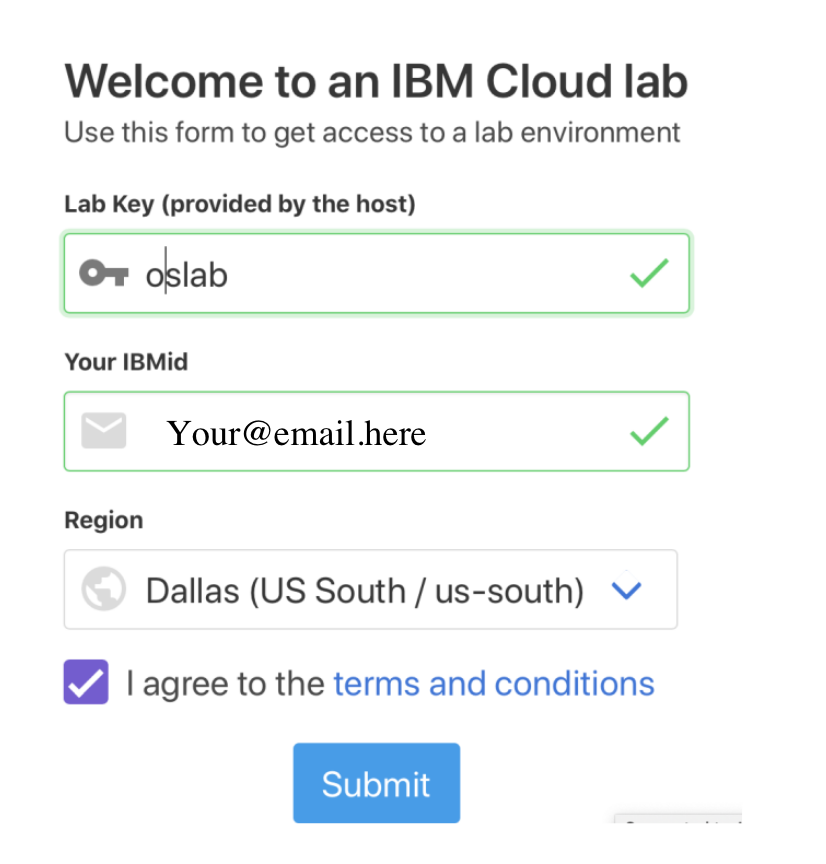 Welcome to an IBM Cloud lab
Use this form to get access to a lab environment
Lab Key (provided by the host)
oslab
Your IBMid
Your@email.here
Region
Dallas (US South / us-south)
I agree to the terms and conditions
Submit